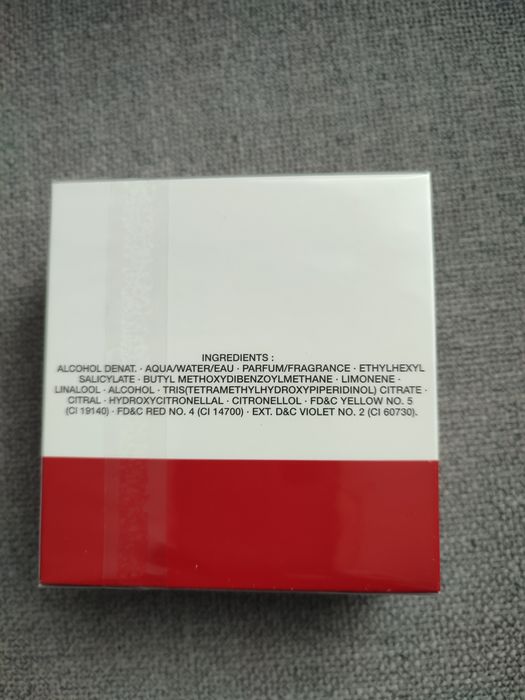 INGREDIENTS :
ALCOHOL DENAT. · AQUA/WATER/EAU · PARFUM/FRAGRANCE · ETHYLHEXYL
SALICYLATE · BUTYL METHOXYDIBENZOYLMETHANE · LIMONENE ·
LINALOOL · ALCOHOL · TRIS(TETRAMETHYLHYDROXYPIPERIDINOL) CITRATE ·
CITRAL · HYDROXYCITRONELLAL · CITRONELLOL · FD&C YELLOW NO. 5
(CI 19140) · FD&C RED NO. 4 (CI 14700) · EXT. D&C VIOLET NO. 2 (CI 60730).